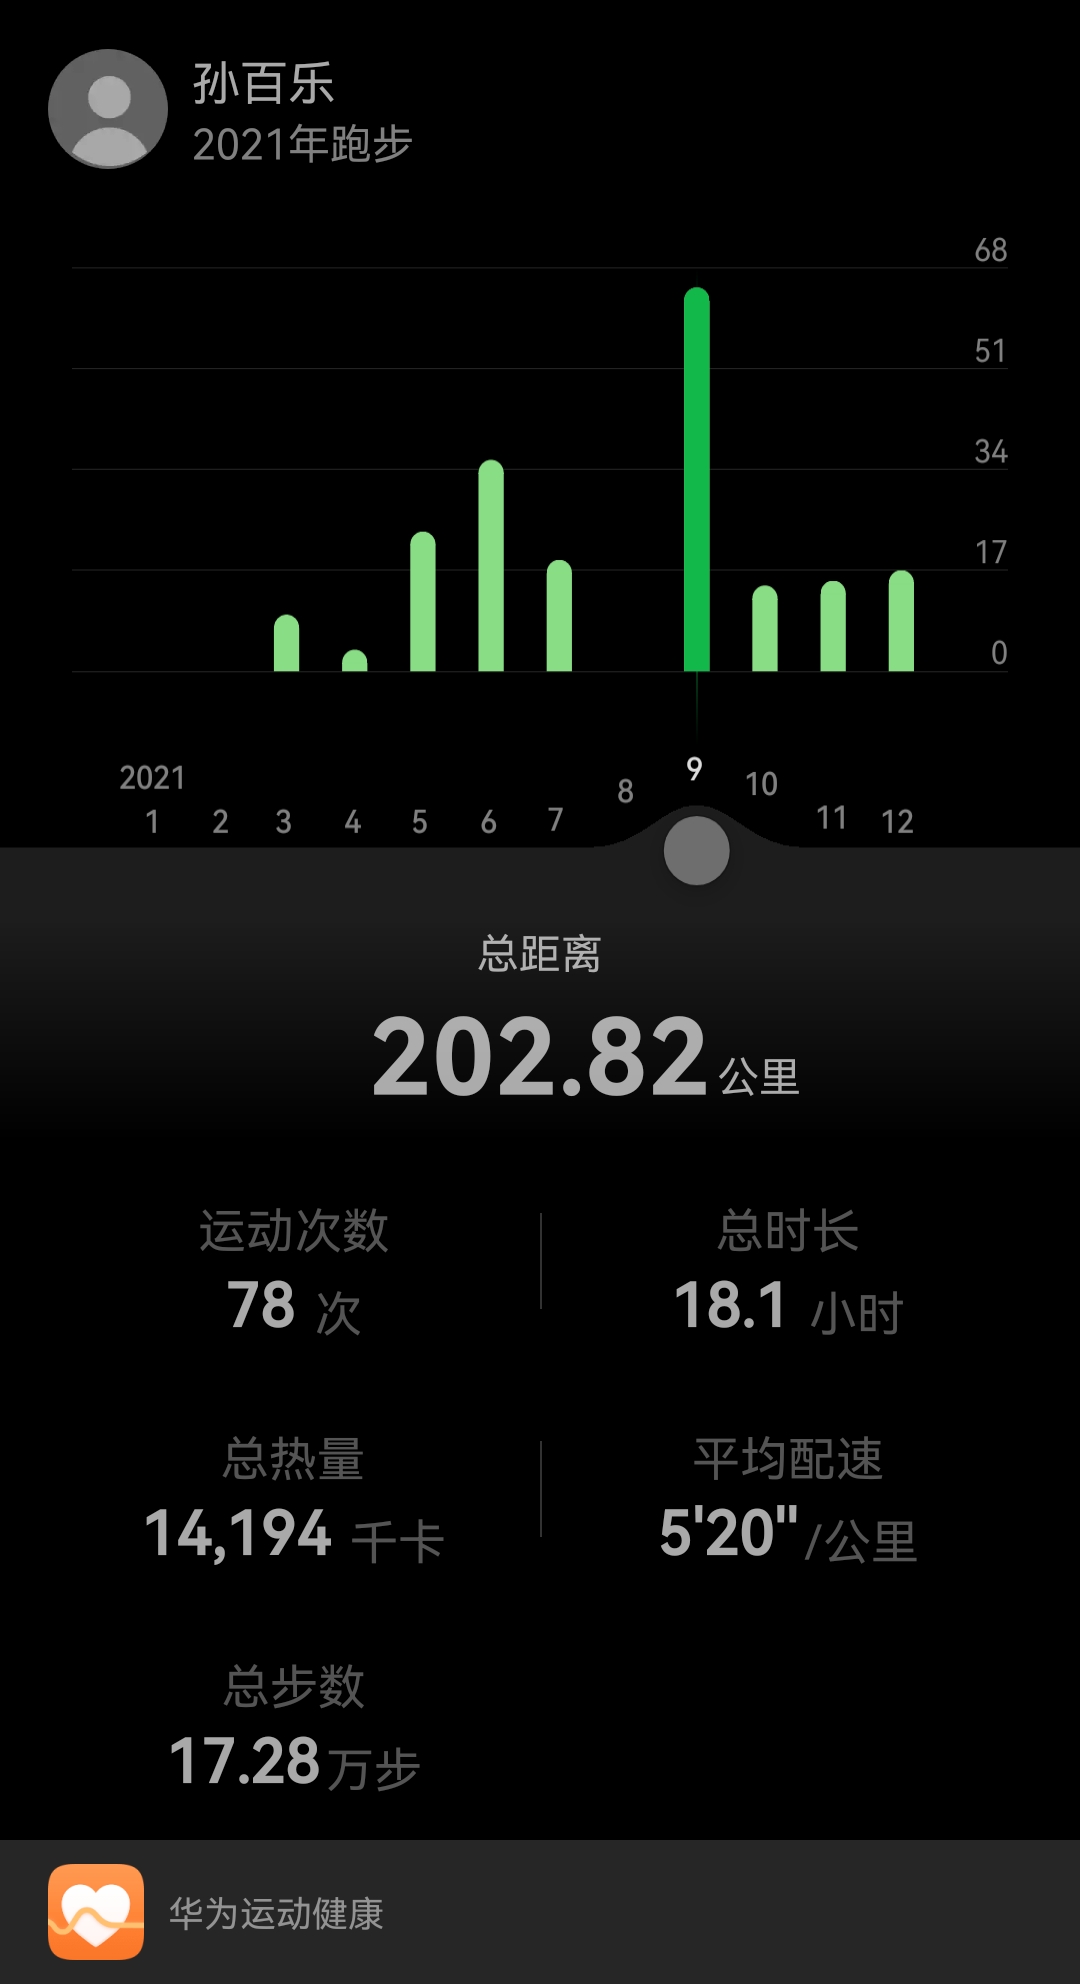 孙百乐
2021年跑步
68
51
34
17
0
2021
1 2 3 4 5 6 7 8 9 10 11 12
总距离
202.82 公里
运动次数 总时长
78 次 18.1 小时
总热量 平均配速
14,194 千卡 5'20"/公里
总步数
17.28万步
华为运动健康